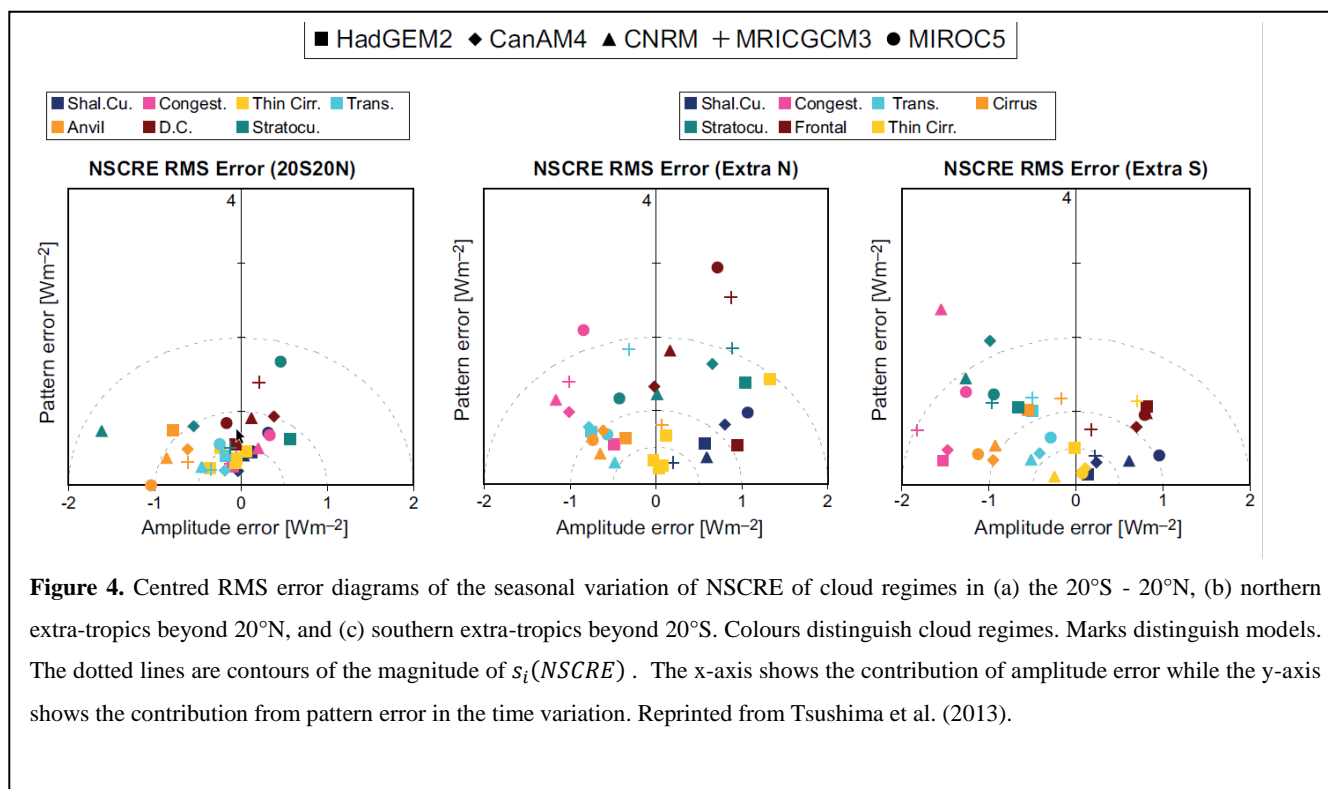 HadGEM2 CanAM4 CNRM MRICGCM3 MIROC5
Shal.Cu. Congest. Thin Cirr. Trans.
Anvil D.C. Stratocu.
Shal.Cu. Congest. Trans. Cirrus
Stratocu. Frontal Thin Cirr.
NSCRE RMS Error (20S20N)
4
Pattern error [Wm−2]
-2 -1 0 1 2
Amplitude error [Wm−2]
NSCRE RMS Error (Extra N)
4
Pattern error [Wm−2]
-2 -1 0 1 2
Amplitude error [Wm−2]
NSCRE RMS Error (Extra S)
4
Pattern error [Wm−2]
-2 -1 0 1 2
Amplitude error [Wm−2]
Figure 4. Centred RMS error diagrams of the seasonal variation of NSCRE of cloud regimes in (a) the 20°S - 20°N, (b) northern
extra-tropics beyond 20°N, and (c) southern extra-tropics beyond 20°S. Colours distinguish cloud regimes. Marks distinguish models.
The dotted lines are contours of the magnitude of sᵢ(NSCRE) . The x-axis shows the contribution of amplitude error while the y-axis
shows the contribution from pattern error in the time variation. Reprinted from Tsushima et al. (2013).